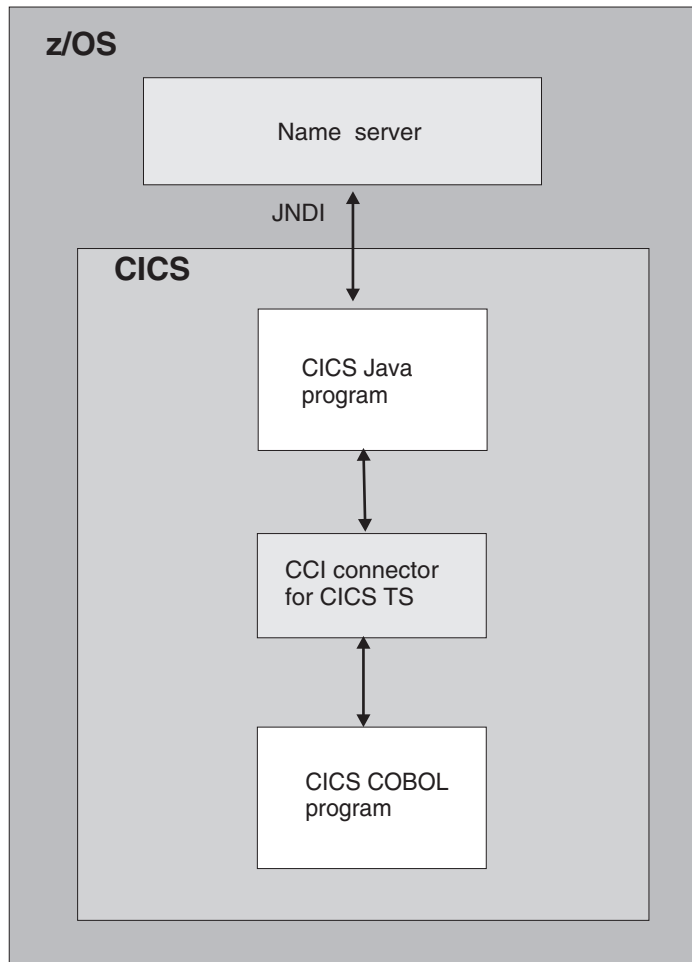 z/OS
Name server
JNDI
CICS
CICS Java
program
CCI connector
for CICS TS
CICS COBOL
program